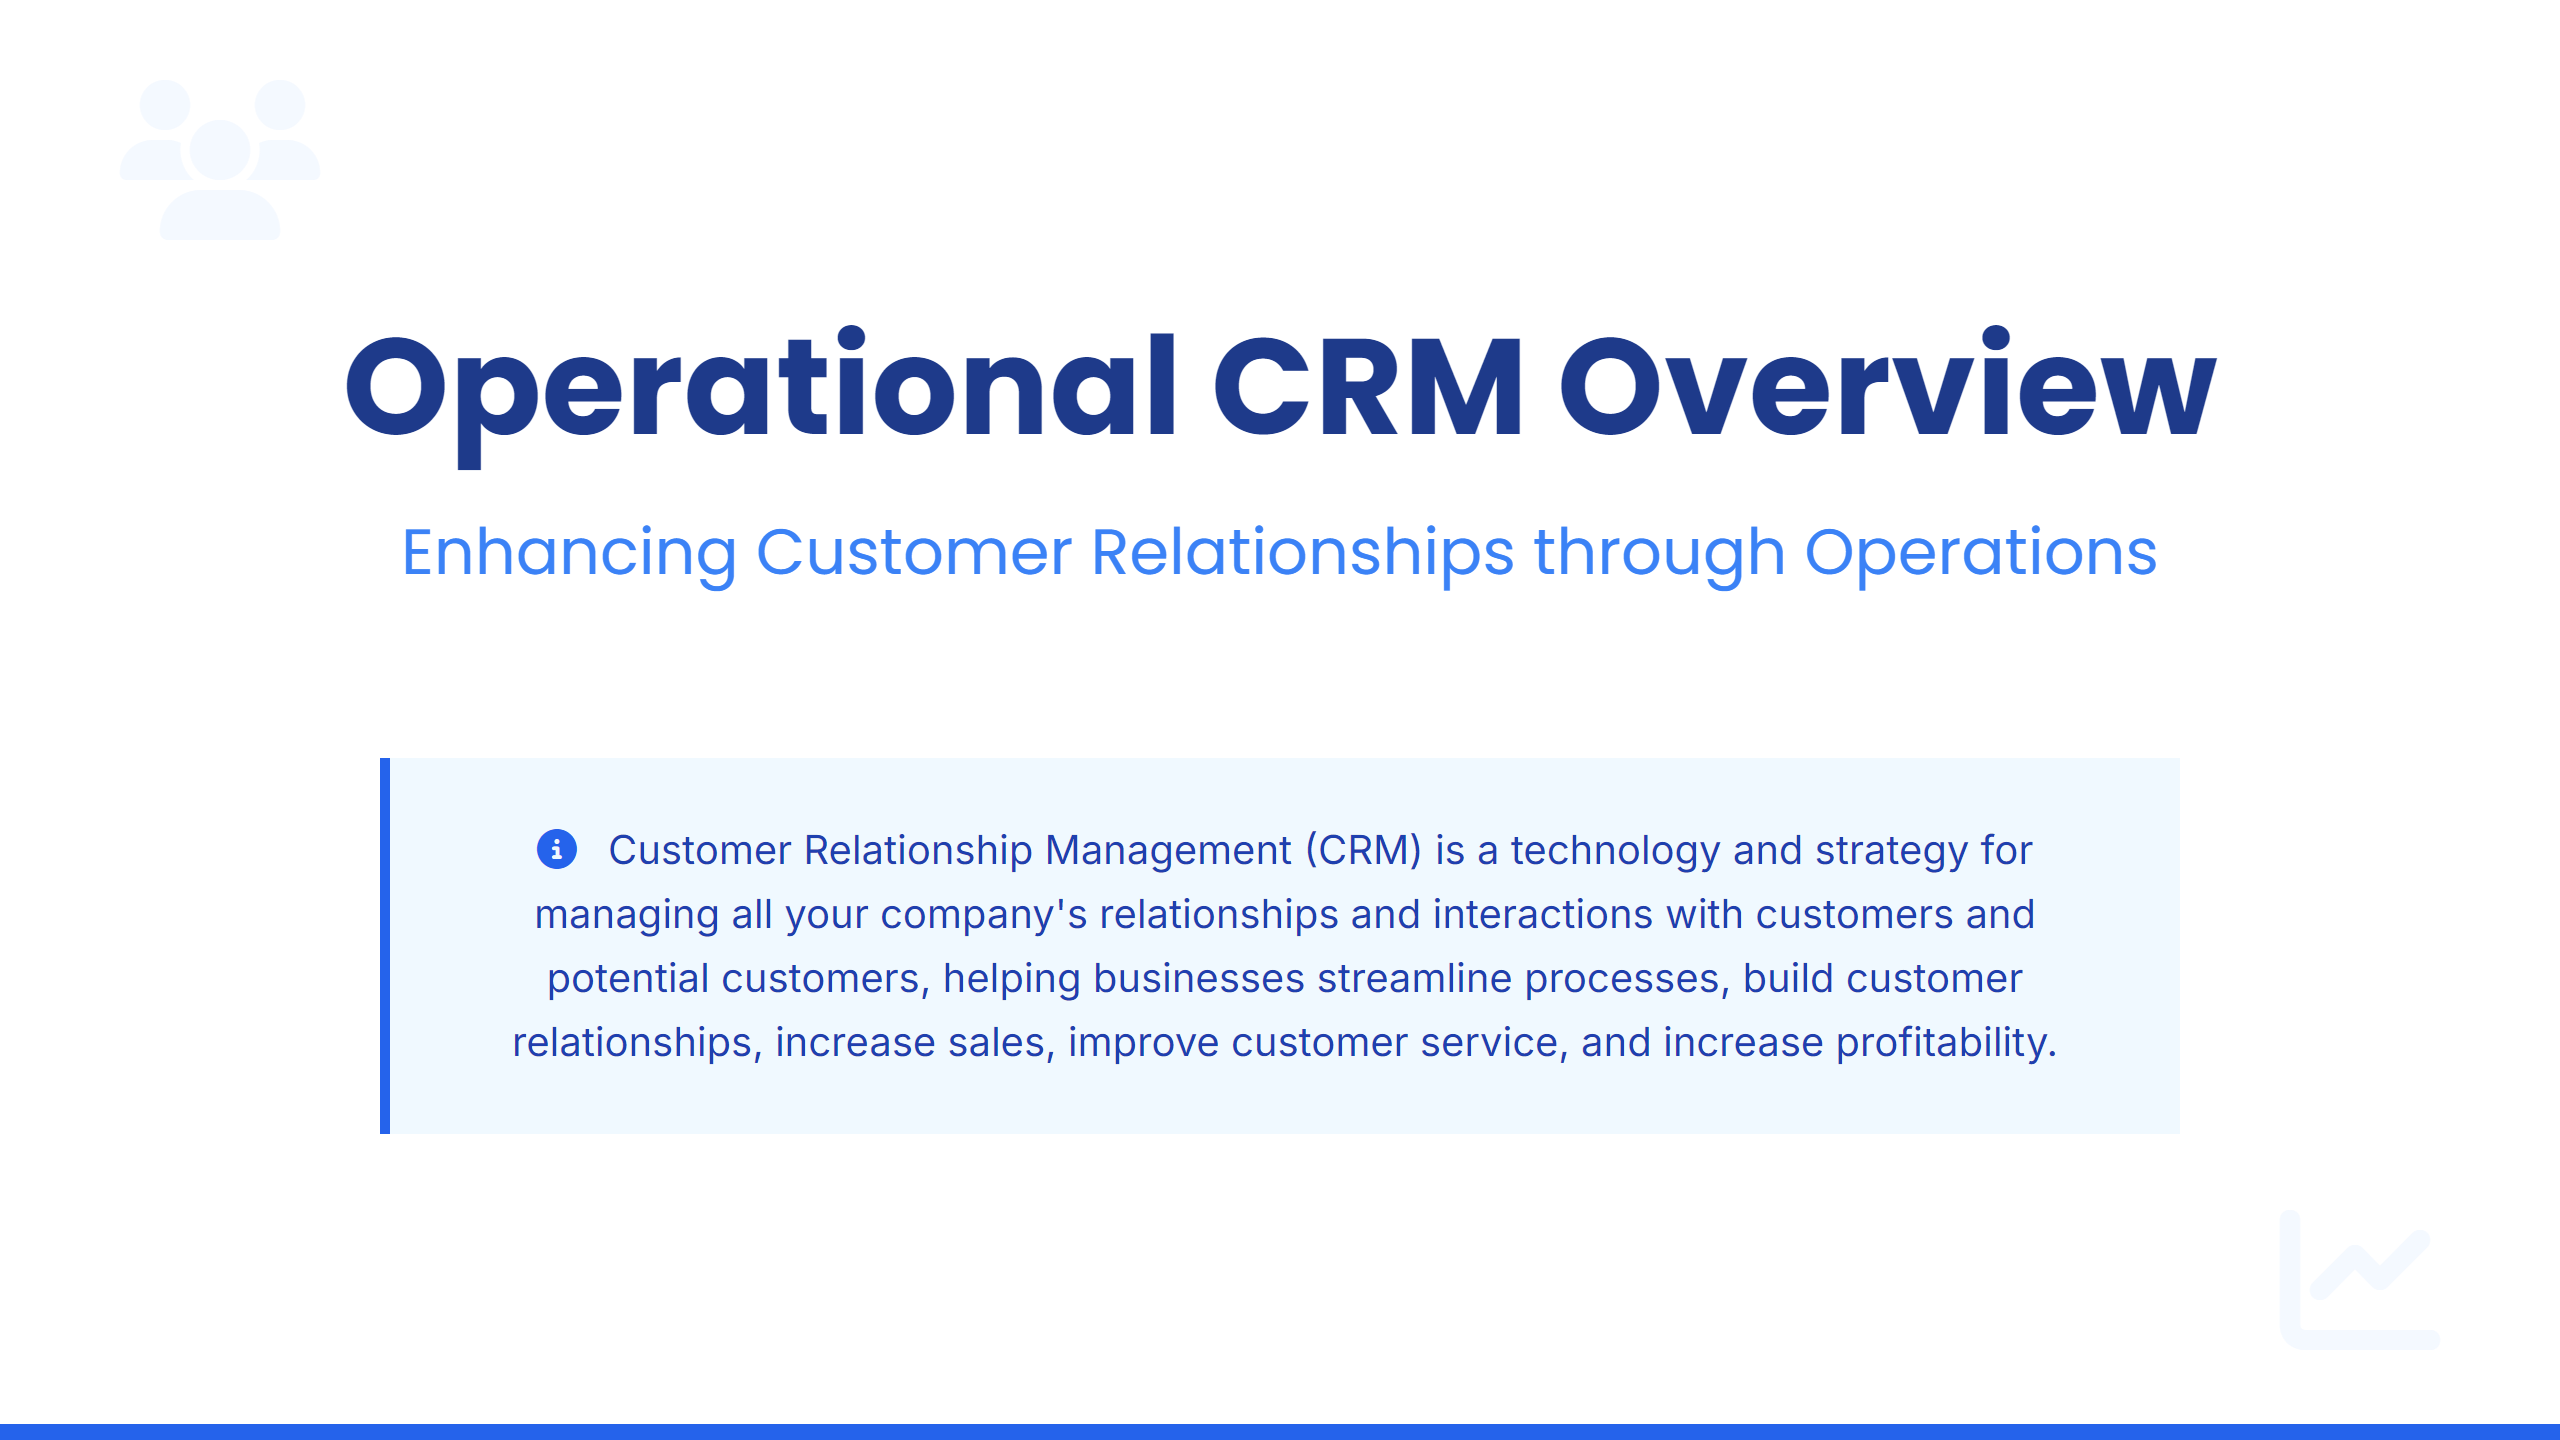 Operational CRM Overview
Enhancing Customer Relationships through Operations
Customer Relationship Management (CRM) is a technology and strategy for
managing all your company's relationships and interactions with customers and
potential customers, helping businesses streamline processes, build customer
relationships, increase sales, improve customer service, and increase profitability.